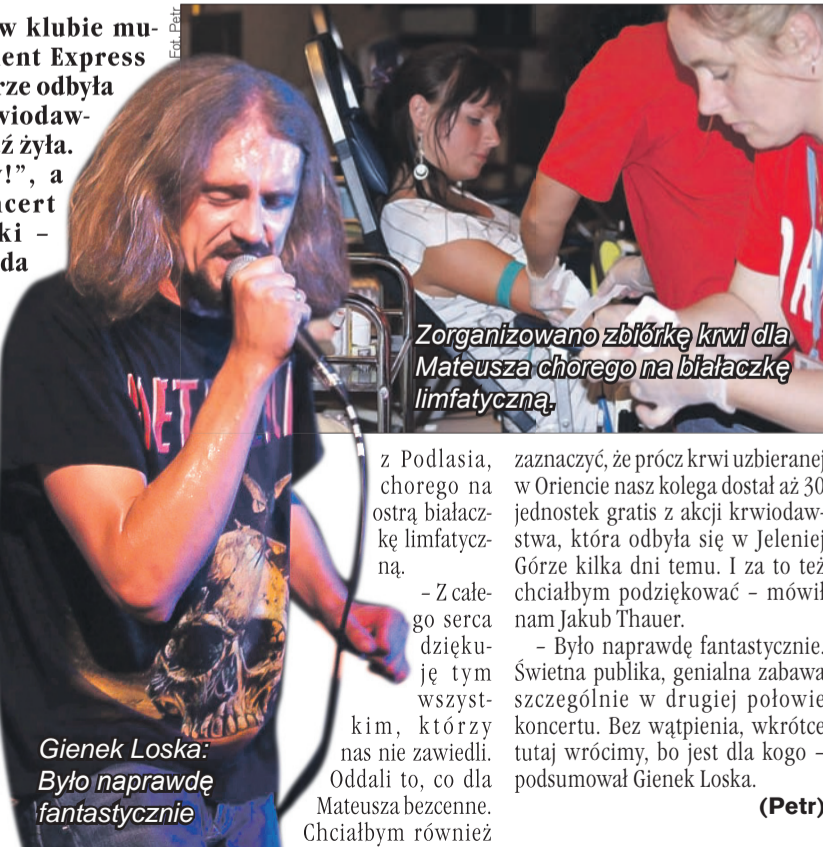 w klubie mu-
ent Express
rze odbyła
wiodaw-
ź żyła.
!”, a
ncert
ki –
da
Fot. Petr
Zorganizowano zbiórkę krwi dla
Mateusza chorego na białaczkę
limfatyczną.
Gienek Loska:
Było naprawdę
fantastycznie
z Podlasia,
chorego na
ostrą białacz-
kę limfatycz-
ną.
– Z całe-
go serca
dzięku-
ję tym
wszyst-
kim, którzy
nas nie zawiedli.
Oddali to, co dla
Mateusza bezcenne.
Chciałbym również
zaznaczyć, że prócz krwi uzbieranej
w Oriencie nasz kolega dostał aż 30
jednostek gratis z akcji krwiodaw-
stwa, która odbyła się w Jeleniej
Górze kilka dni temu. I za to też
chciałbym podziękować – mówił
nam Jakub Thauer.
– Było naprawdę fantastycznie.
Świetna publika, genialna zabawa
szczególnie w drugiej połowie
koncertu. Bez wątpienia, wkrótce
tutaj wrócimy, bo jest dla kogo –
podsumował Gienek Loska.
(Petr)